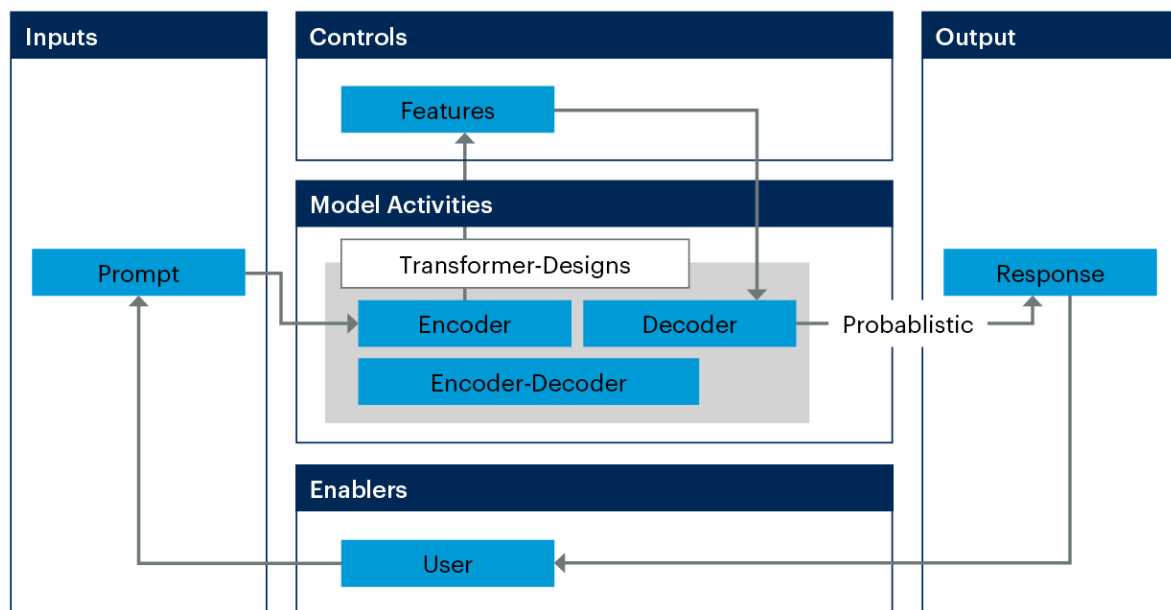 Inputs
Controls
Output
Features
Model Activities
Prompt
Transformer-Designs
Response
Encoder
Decoder
Probablistic
Encoder-Decoder
Enablers
User